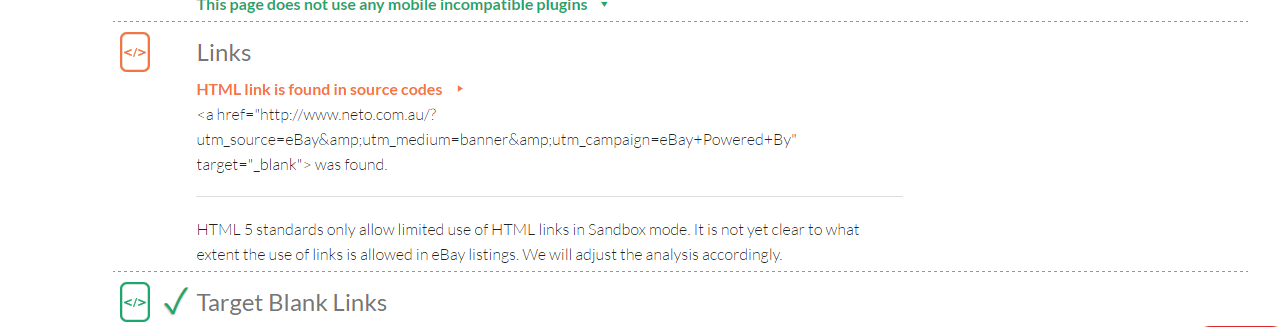 This page does not use any mobile incompatible plugins
</>
Links
HTML link is found in source codes
<a href="http://www.neto.com.au/?
utm_source=eBay&amp;utm_medium=banner&amp;utm_campaign=eBay+Powered+By"
target="_blank"> was found.
HTML 5 standards only allow limited use of HTML links in Sandbox mode. It is not yet clear to what
extent the use of links is allowed in eBay listings. We will adjust the analysis accordingly.
</>
Target Blank Links